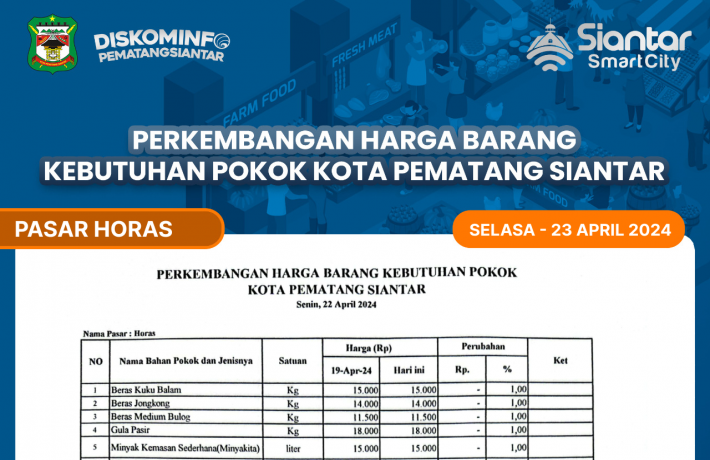 DISKOMINFO
PEMATANGSIANTAR
Siantar
SmartCity
FRESH MEAT
FARM FOOD
FARM FOOD
PERKEMBANGAN HARGA BARANG
KEBUTUHAN POKOK KOTA PEMATANG SIANTAR
PASAR HORAS
SELASA - 23 APRIL 2024
PERKEMBANGAN HARGA BARANG KEBUTUHAN POKOK
KOTA PEMATANG SIANTAR
Senin, 22 April 2024
Nama Pasar : Horas
NO Nama Bahan Pokok dan Jenisnya Satuan Harga (Rp) Perubahan Ket
19-Apr-24 Hari ini Rp. %
1 Beras Kuku Balam Kg 15.000 15.000 - 1,00
2 Beras Jongkong Kg 14.000 14.000 - 1,00
3 Beras Medium Bulog Kg 11.500 11.500 - 1,00
4 Gula Pasir Kg 18.000 18.000 - 1,00
5 Minyak Kemasan Sederhana(Minyakita) liter 15.000 15.000 - 1,00